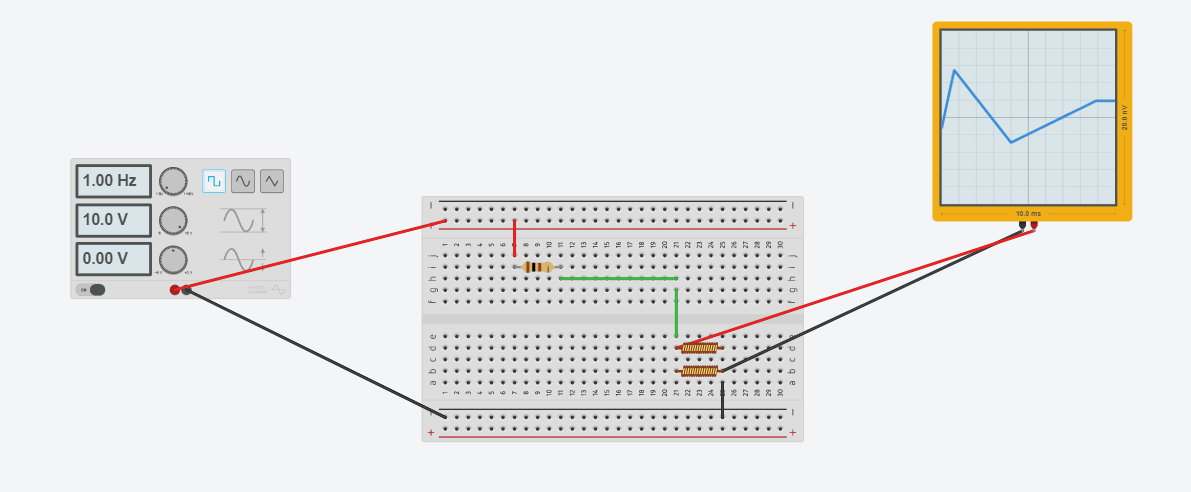 1.00 Hz
10.0 V
0.00 V
ON
20.0 nV
10.0 ms
− −
+ +
1 2 3 4 5 6 7 8 9 10 11 12 13 14 15 16 17 18 19 20 21 22 23 24 25 26 27 28 29 30
j j
i i
h h
g g
f f
e e
d d
c c
b b
a a
1 2 3 4 5 6 7 8 9 10 11 12 13 14 15 16 17 18 19 20 21 22 23 24 25 26 27 28 29 30
− −
+ +